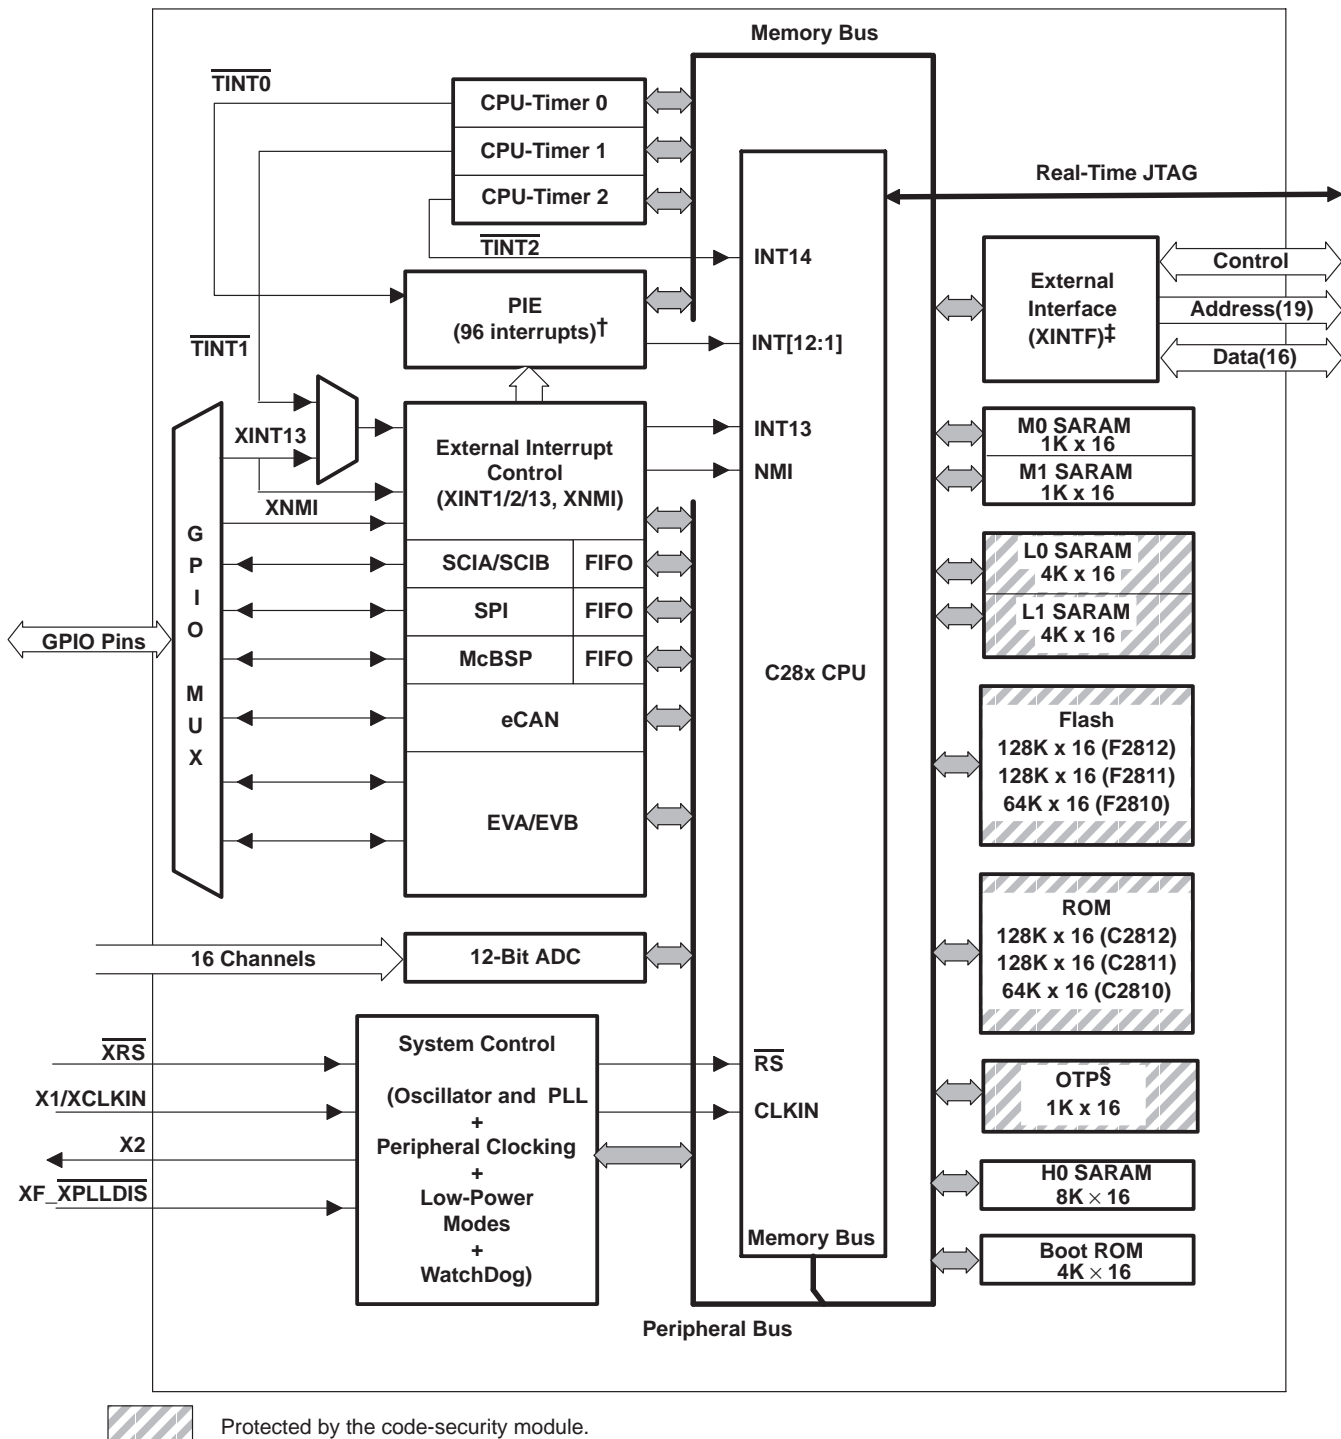 Memory Bus
TINT0
CPU-Timer 0
CPU-Timer 1
CPU-Timer 2
Real-Time JTAG
TINT2
INT14
Control
External
Interface
(XINTF)‡
Address(19)
Data(16)
PIE
(96 interrupts)†
INT[12:1]
TINT1
XINT13
External Interrupt
Control
(XINT1/2/13, XNMI)
INT13
NMI
XNMI
M0 SARAM
1K x 16
M1 SARAM
1K x 16
G
P
I
O
M
U
X
SCIA/SCIB
FIFO
SPI
FIFO
McBSP
FIFO
eCAN
EVA/EVB
GPIO Pins
C28x CPU
L0 SARAM
4K x 16
L1 SARAM
4K x 16
Flash
128K x 16 (F2812)
128K x 16 (F2811)
64K x 16 (F2810)
ROM
128K x 16 (C2812)
128K x 16 (C2811)
64K x 16 (C2810)
16 Channels
12-Bit ADC
XRS
X1/XCLKIN
X2
XF_XPLLDIS
System Control
(Oscillator and PLL
+
Peripheral Clocking
+
Low-Power
Modes
+
WatchDog)
RS
CLKIN
OTP§
1K x 16
H0 SARAM
8K × 16
Memory Bus
Boot ROM
4K × 16
Peripheral Bus
Protected by the code-security module.